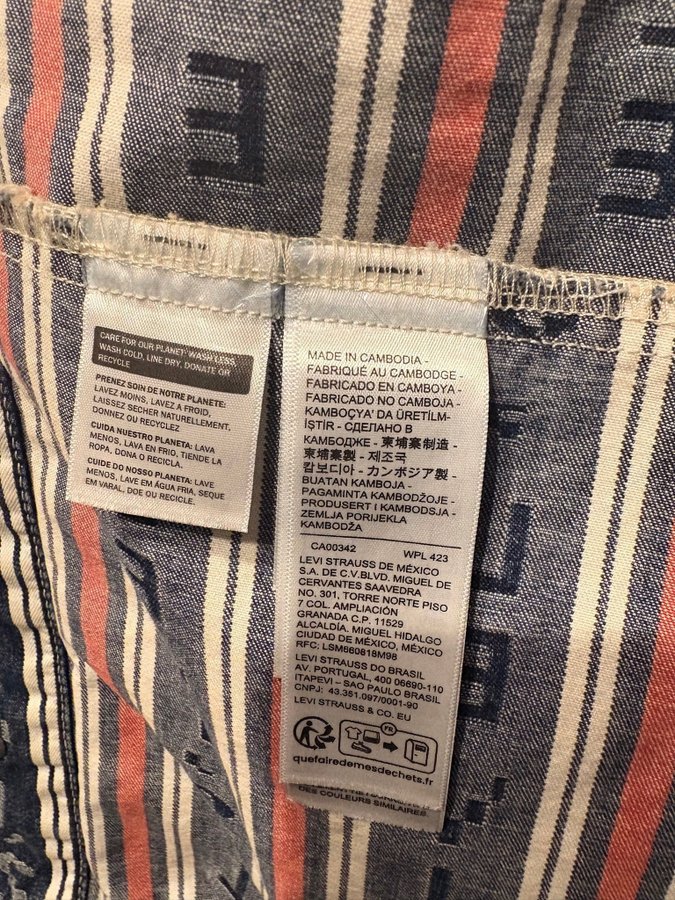 CARE FOR OUR PLANET: WASH LESS,
WASH COLD, LINE DRY, DONATE OR
RECYCLE
PRENEZ SOIN DE NOTRE PLANETE:
LAVEZ MOINS, LAVEZ A FROID,
LAISSEZ SECHER NATURELLEMENT,
DONNEZ OU RECYCLEZ
CUIDA NUESTRO PLANETA: LAVA
MENOS, LAVA EN FRIO, TIENDE LA
ROPA, DONA O RECICLA.
CUIDE DO NOSSO PLANETA: LAVE
MENOS, LAVE EM ÁGUA FRIA, SEQUE
EM VARAL, DOE OU RECICLE.
MADE IN CAMBODIA -
FABRIQUÉ AU CAMBODGE -
FABRICADO EN CAMBOYA -
FABRICADO NO CAMBOJA -
KAMBOÇYA' DA ÜRETİLM-
İŞTİR - СДЕЛАНО В
КАМБОДЖЕ - 柬埔寨制造 -
柬埔寨製 - 제조국
캄보디아 - カンボジア製 -
BUATAN KAMBOJA -
PAGAMINTA KAMBODŽOJE -
PRODUSERT I KAMBODSJA -
ZEMLJA PORIJEKLA
KAMBODŽA
CA00342 WPL 423
LEVI STRAUSS DE MÉXICO
S.A. DE C.V.BLVD. MIGUEL DE
CERVANTES SAAVEDRA
NO. 301, TORRE NORTE PISO
7 COL. AMPLIACIÓN
GRANADA C.P. 11529
ALCALDÍA. MIGUEL HIDALGO
CIUDAD DE MÉXICO, MÉXICO
RFC: LSM660818M98
LEVI STRAUSS DO BRASIL
AV. PORTUGAL, 400 06690-110
ITAPEVI - SAO PAULO BRASIL
CNPJ: 43.351.097/0001-90
LEVI STRAUSS & CO. EU
FR
quefairedemesdechets.fr
DES COULEURS SIMILAIRES.